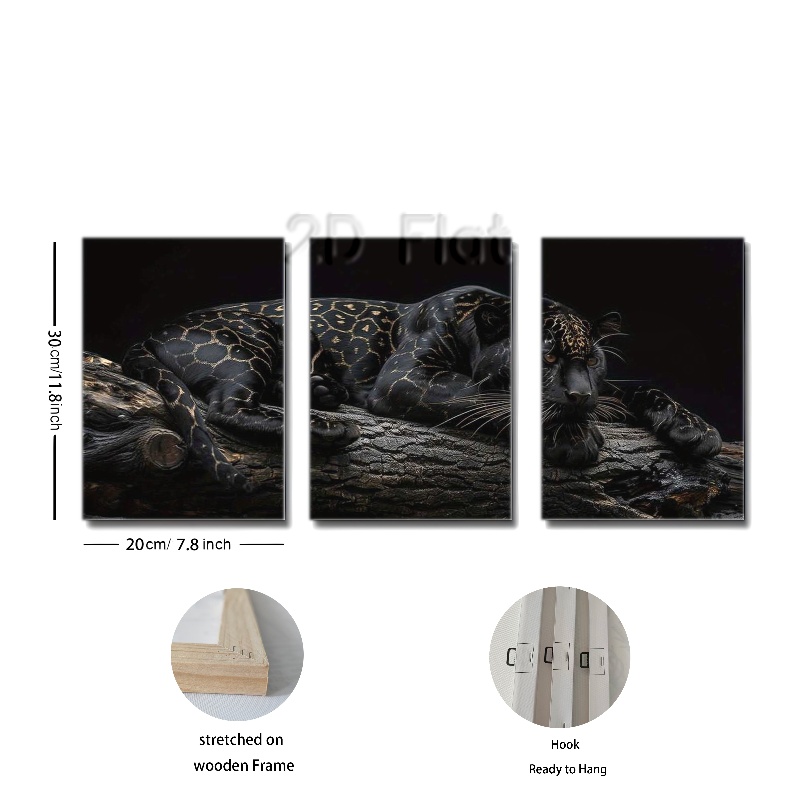 2D Flat
30cm/11.8inch
20cm/ 7.8 inch
stretched on
wooden Frame
Hook
Ready to Hang